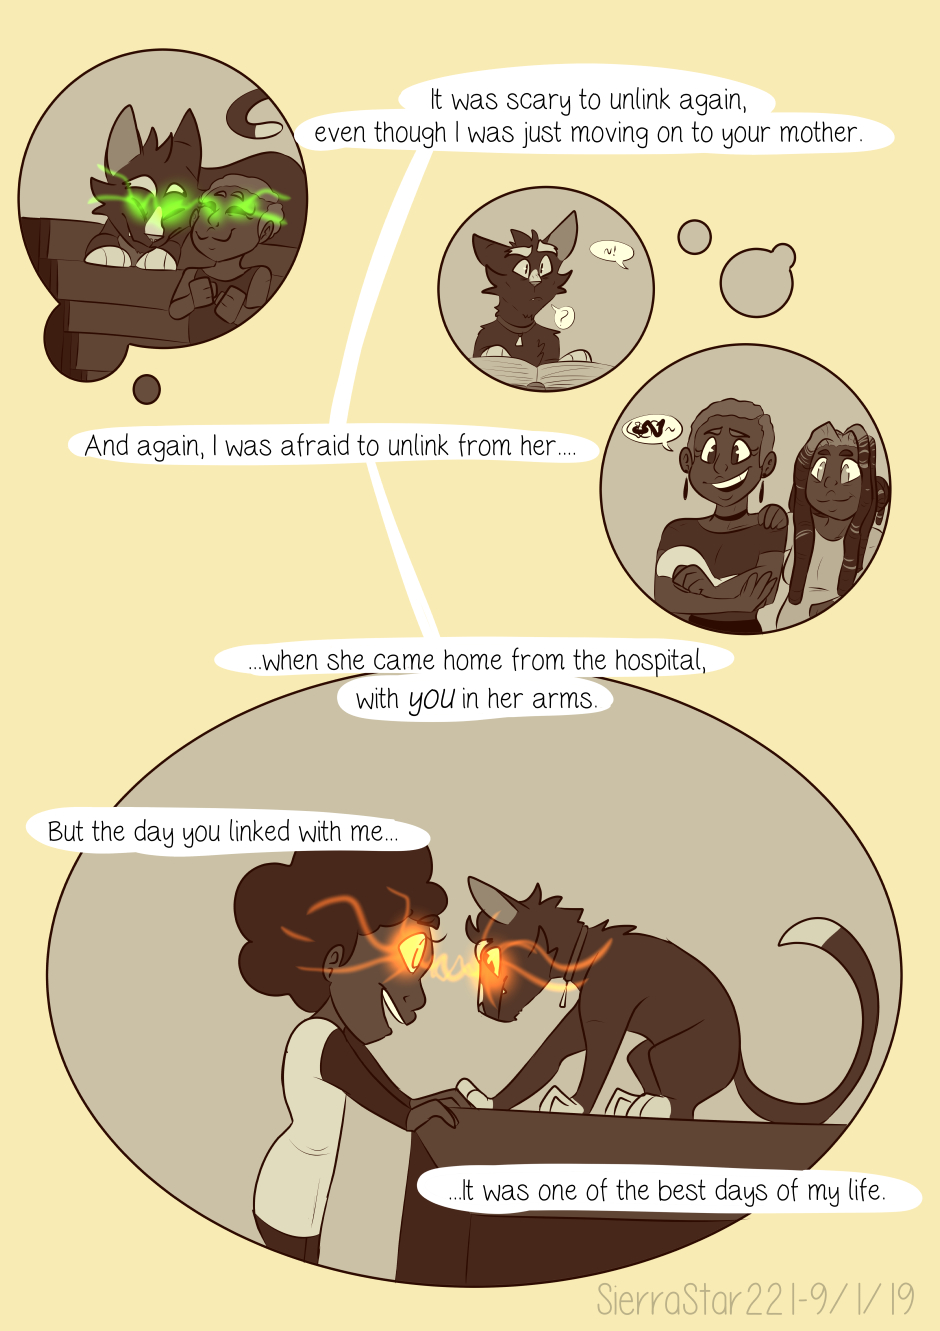 It was scary to unlink again,
even though I was just moving on to your mother.
~!
?
And again, I was afraid to unlink from her....
...when she came home from the hospital,
with you in her arms.
But the day you linked with me...
...It was one of the best days of my life.
SierraStar221-9/1/19